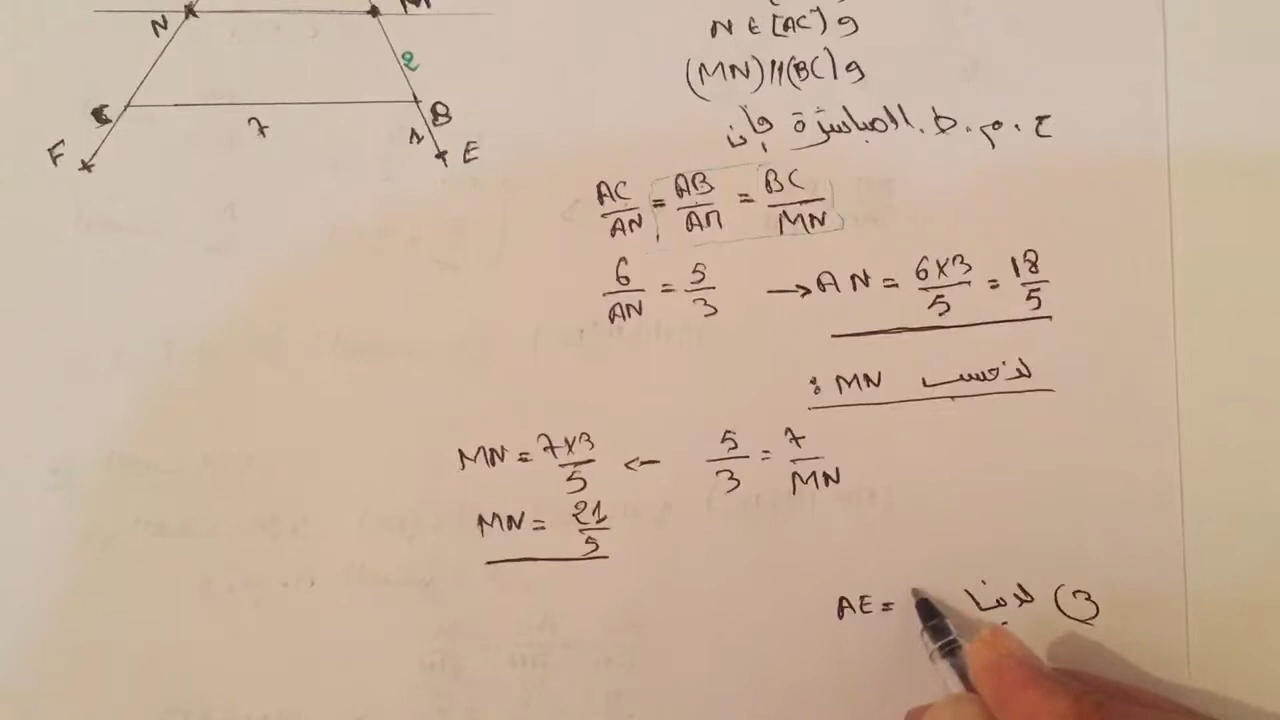 N M
2
C B
7 1
F E
N ∈ [AC] و
(MN)//(BC) و
ح.م.ط. المباشرة فإن
AC/AN = AB/AM = BC/MN
6/AN = 5/3 → AN = 6×3/5 = 18/5
لنحسب MN :
5/3 = 7/MN ← MN = 7×3/5
MN = 21/5
3) لدينا AE =